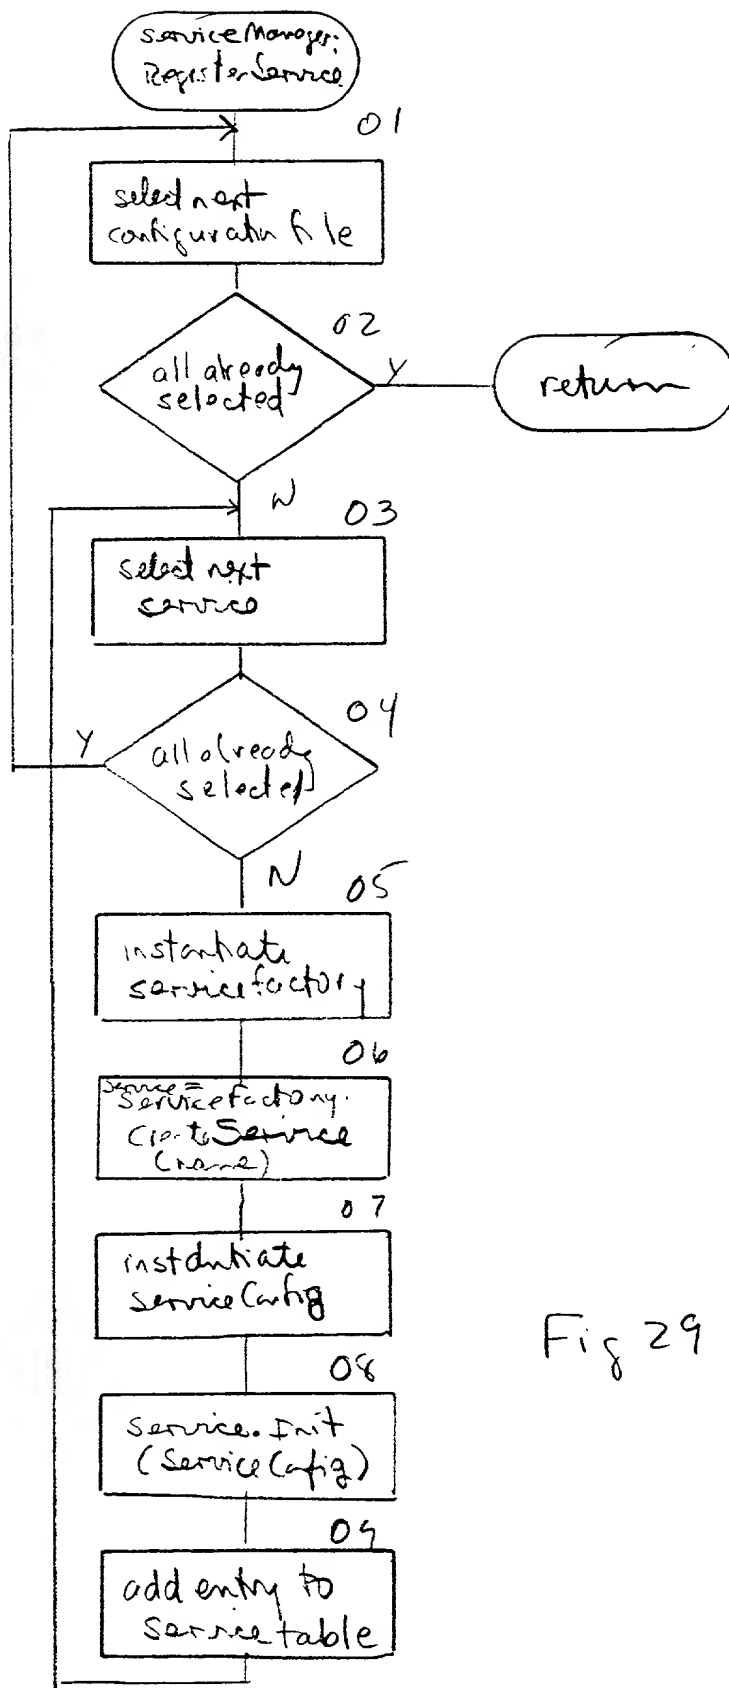 serviceManager:
RegisterService
01
select next
configuration file
02
all already
selected
Y
return
N
03
select next
service
04
all already
selected
Y
N
05
instantiate
servicefactory
06
service =
ServiceFactory.
CreateService
(name)
07
instantiate
serviceConfig
08
service.Init
(ServiceConfig)
09
add entry to
service table
Fig 29